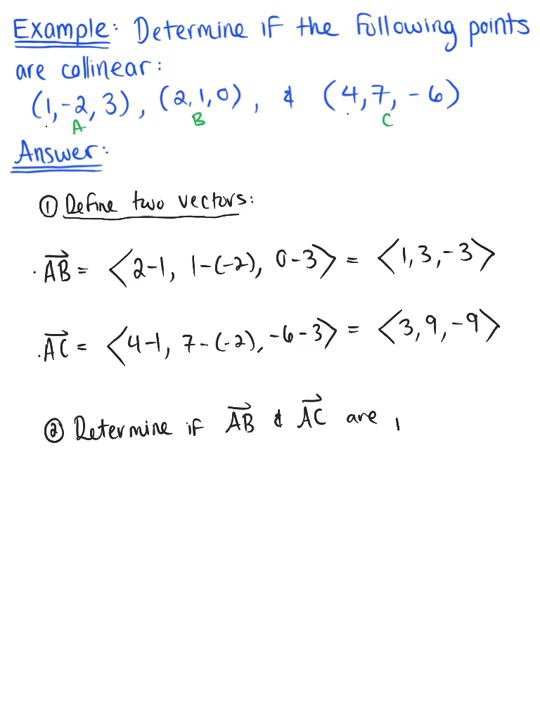 Example: Determine if the following points
are collinear:
(1,-2,3), (2,1,0), & (4,7,-6)
A B C
Answer:
① Define two vectors:
. AB→ = ⟨2-1, 1-(-2), 0-3⟩ = ⟨1,3,-3⟩
. AC→ = ⟨4-1, 7-(-2), -6-3⟩ = ⟨3,9,-9⟩
② Determine if AB→ & AC→ are